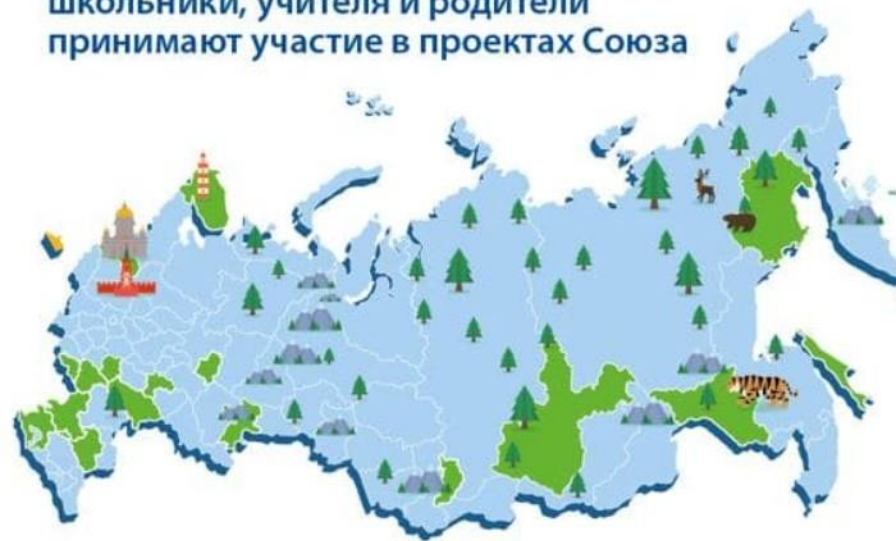 школьники, учителя и родители
принимают участие в проектах Союза